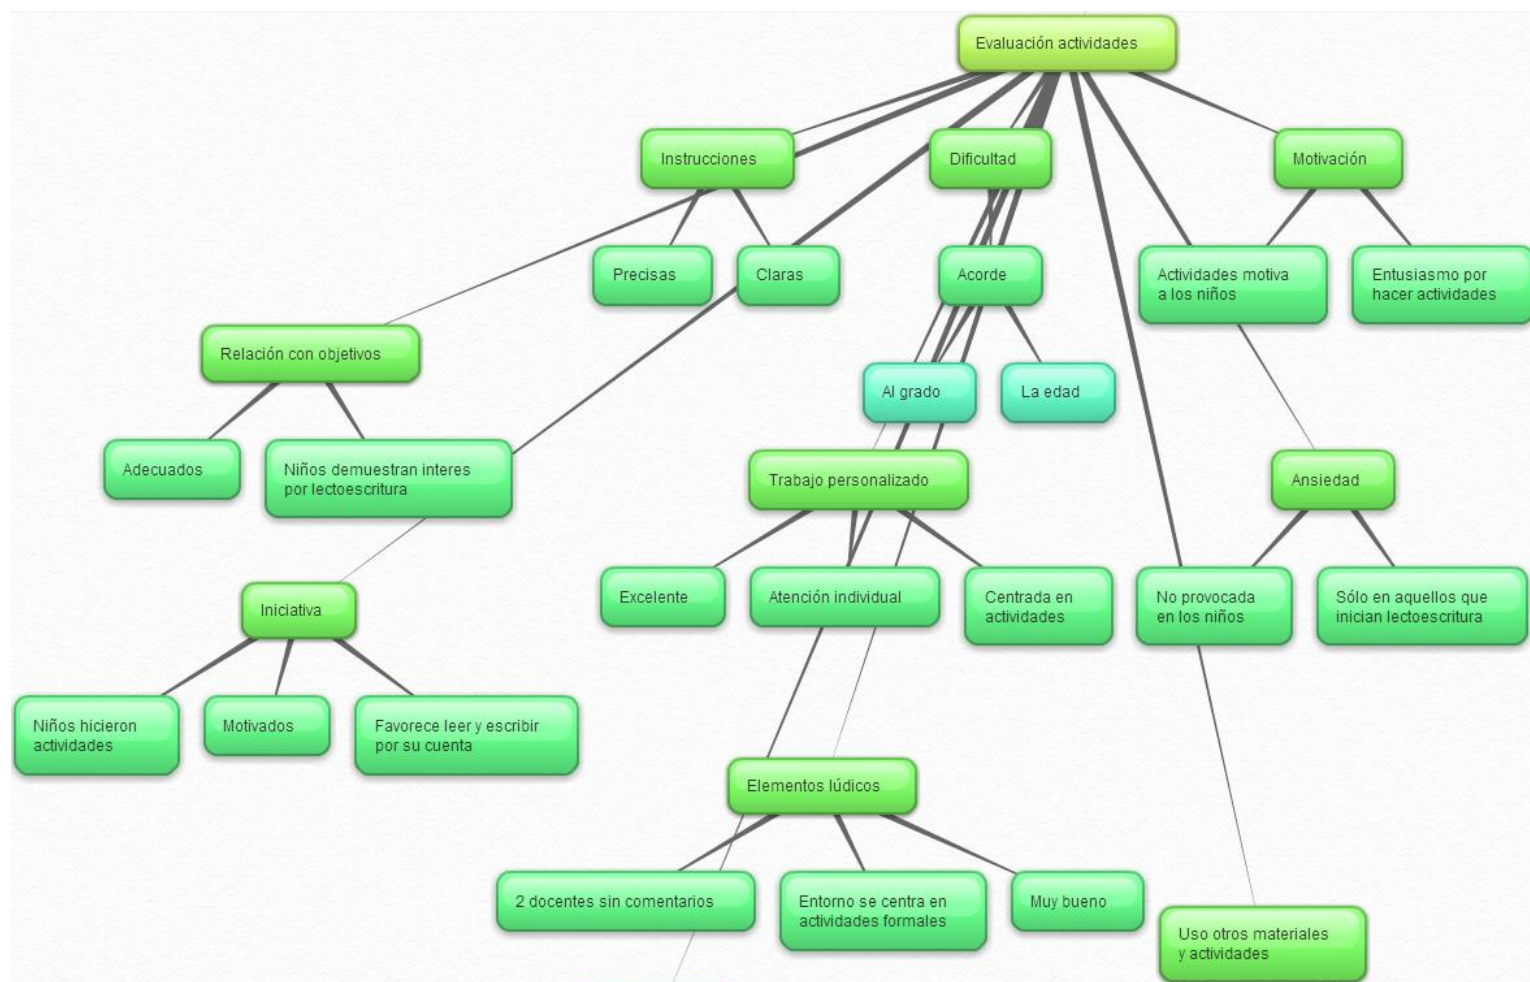 Evaluación actividades
Instrucciones
Dificultad
Motivación
Precisas
Claras
Acorde
Actividades motiva
a los niños
Entusiasmo por
hacer actividades
Relación con objetivos
Al grado
La edad
Adecuados
Niños demuestran interes
por lectoescritura
Trabajo personalizado
Ansiedad
Iniciativa
Excelente
Atención individual
Centrada en
actividades
No provocada
en los niños
Sólo en aquellos que
inician lectoescritura
Niños hicieron
actividades
Motivados
Favorece leer y escribir
por su cuenta
Elementos lúdicos
2 docentes sin comentarios
Entorno se centra en
actividades formales
Muy bueno
Uso otros materiales
y actividades